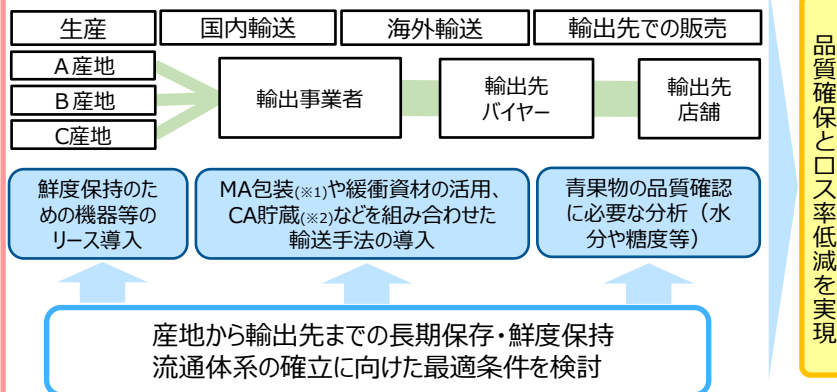 生産
国内輸送
海外輸送
輸出先での販売
A産地
B産地
C産地
輸出事業者
輸出先
バイヤー
輸出先
店舗
鮮度保持のた
めの機器等の
リース導入
MA包装(※1)や緩衝資材の活用、
CA貯蔵(※2)などを組み合わせた
輸送手法の導入
青果物の品質確認
に必要な分析（水
分や糖度等）
産地から輸出先までの長期保存・鮮度保持
流通体系の確立に向けた最適条件を検討
品質確保とロス率低減を実現